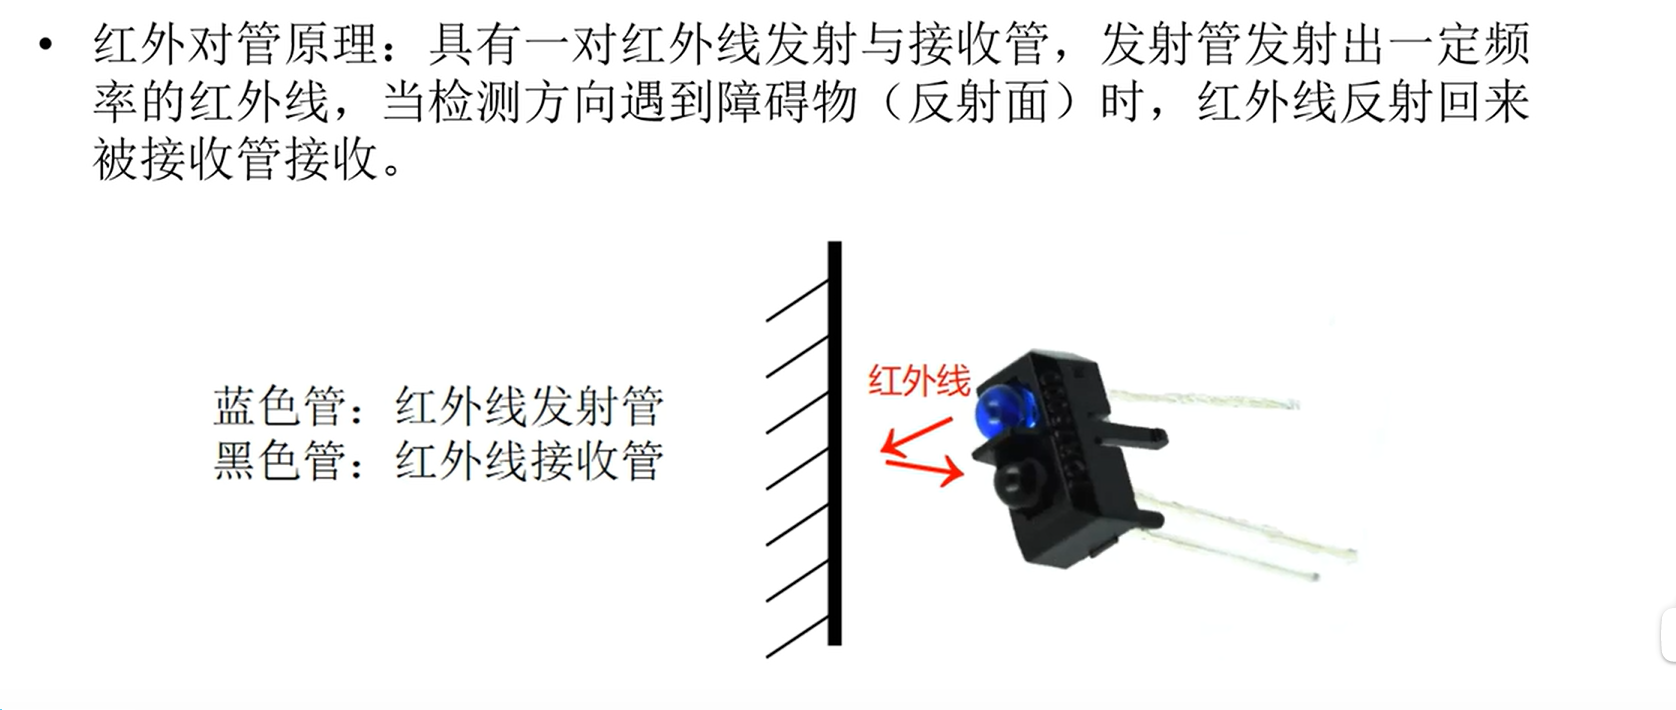 • 红外对管原理：具有一对红外线发射与接收管，发射管发射出一定频
率的红外线，当检测方向遇到障碍物（反射面）时，红外线反射回来
被接收管接收。
红外线
蓝色管：红外线发射管
黑色管：红外线接收管